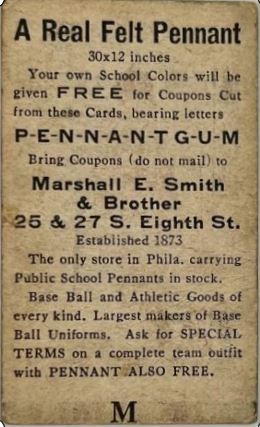 A Real Felt Pennant
30x12 inches
Your own School Colors will be
given FREE for Coupons Cut
from these Cards, bearing letters
P-E-N-N-A-N-T G-U-M
Bring Coupons (do not mail) to
Marshall E. Smith
& Brother
25 & 27 S. Eighth St.
Established 1873
The only store in Phila. carrying
Public School Pennants in stock.
Base Ball and Athletic Goods of
every kind. Largest makers of Base
Ball Uniforms. Ask for SPECIAL
TERMS on a complete team outfit
with PENNANT ALSO FREE.
M